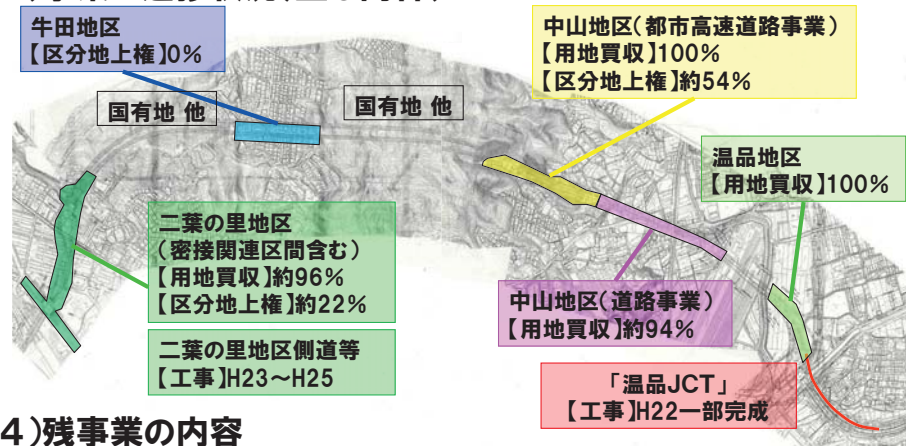 牛田地区
【区分地上権】0%
国有地 他
国有地 他
中山地区(都市高速道路事業)
【用地買収】100%
【区分地上権】約54%
温品地区
【用地買収】100%
二葉の里地区
(密接関連区間含む)
【用地買収】約96%
【区分地上権】約22%
中山地区(道路事業)
【用地買収】約94%
二葉の里地区側道等
【工事】H23～H25
「温品JCT」
【工事】H22一部完成
4)残事業の内容